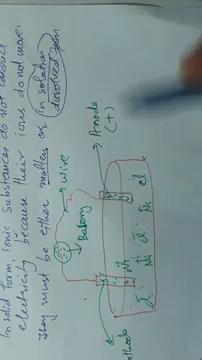 In solid form, ionic substances do not conduct
electricity because their ions do not move.
They must be either molten or in solution
dissolved form
Wire
Battery
Anode
(+)
Na
Cl